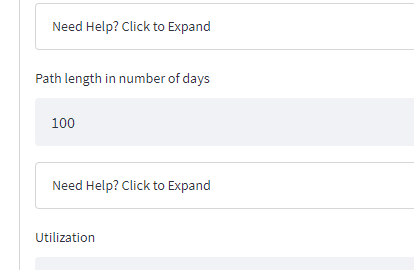 Need Help? Click to Expand
Path length in number of days
100
Need Help? Click to Expand
Utilization